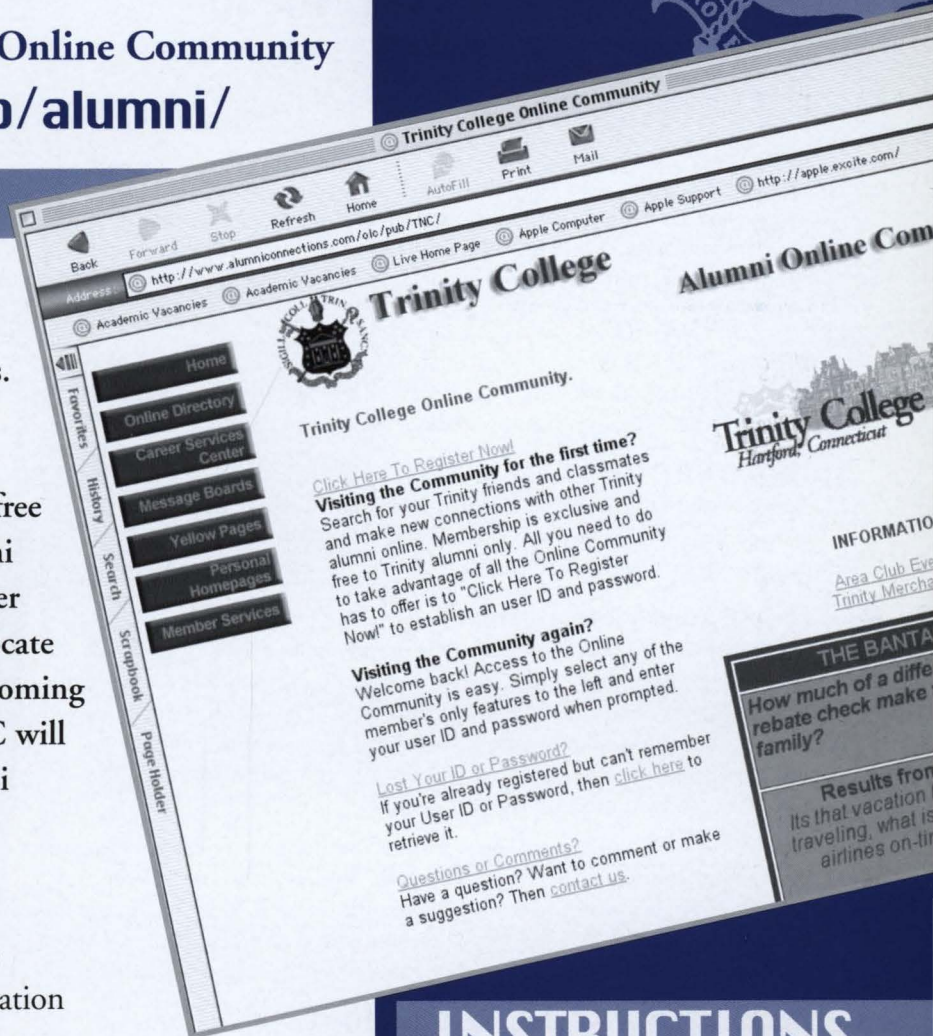 Online Community
/alumni/
free
ni
er
cate
oming
C will
i
ation
Trinity College Online Community
Back
Forward
Stop
Refresh
Home
AutoFill
Print
Mail
Address:
http://www.alumniconnections.com/olc/pub/TNC/
Academic Vacancies
Academic Vacancies
Live Home Page
Apple Computer
Apple Support
http://apple.excite.com/
Favorites
History
Search
Scrapbook
Page Holder
Home
Online Directory
Career Services
Center
Message Boards
Yellow Pages
Personal
Homepages
Member Services
SIGILL COLL TRIN SANC
Trinity College
Alumni Online Com
Trinity College Online Community.
Click Here To Register Now!
Visiting the Community for the first time?
Search for your Trinity friends and classmates
and make new connections with other Trinity
alumni online. Membership is exclusive and
free to Trinity alumni only. All you need to do
to take advantage of all the Online Community
has to offer is to "Click Here To Register
Now!" to establish an user ID and password.
Visiting the Community again?
Welcome back! Access to the Online
Community is easy. Simply select any of the
member's only features to the left and enter
your user ID and password when prompted.
Lost Your ID or Password?
If you're already registered but can't remember
your User ID or Password, then click here to
retrieve it.
Questions or Comments?
Have a question? Want to comment or make
a suggestion? Then contact us.
Trinity College
Hartford, Connecticut
INFORMATIO
Area Club Eve
Trinity Mercha
THE BANTA
How much of a diffe
rebate check make
family?
Results from
Its that vacation
traveling, what is
airlines on-ti
INSTRUCTIONS